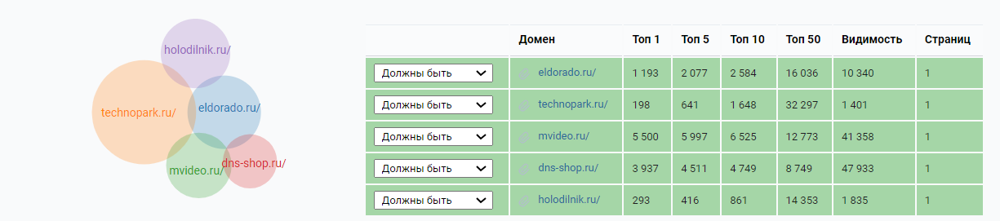 holodilnik.ru/
technopark.ru/
eldorado.ru/
mvideo.ru/
dns-shop.ru/
Домен Топ 1 Топ 5 Топ 10 Топ 50 Видимость Страниц
Должны быть eldorado.ru/ 1 193 2 077 2 584 16 036 10 340 1
Должны быть technopark.ru/ 198 641 1 648 32 297 1 401 1
Должны быть mvideo.ru/ 5 500 5 997 6 525 12 773 41 358 1
Должны быть dns-shop.ru/ 3 937 4 511 4 749 8 749 47 933 1
Должны быть holodilnik.ru/ 293 416 861 14 353 1 835 1